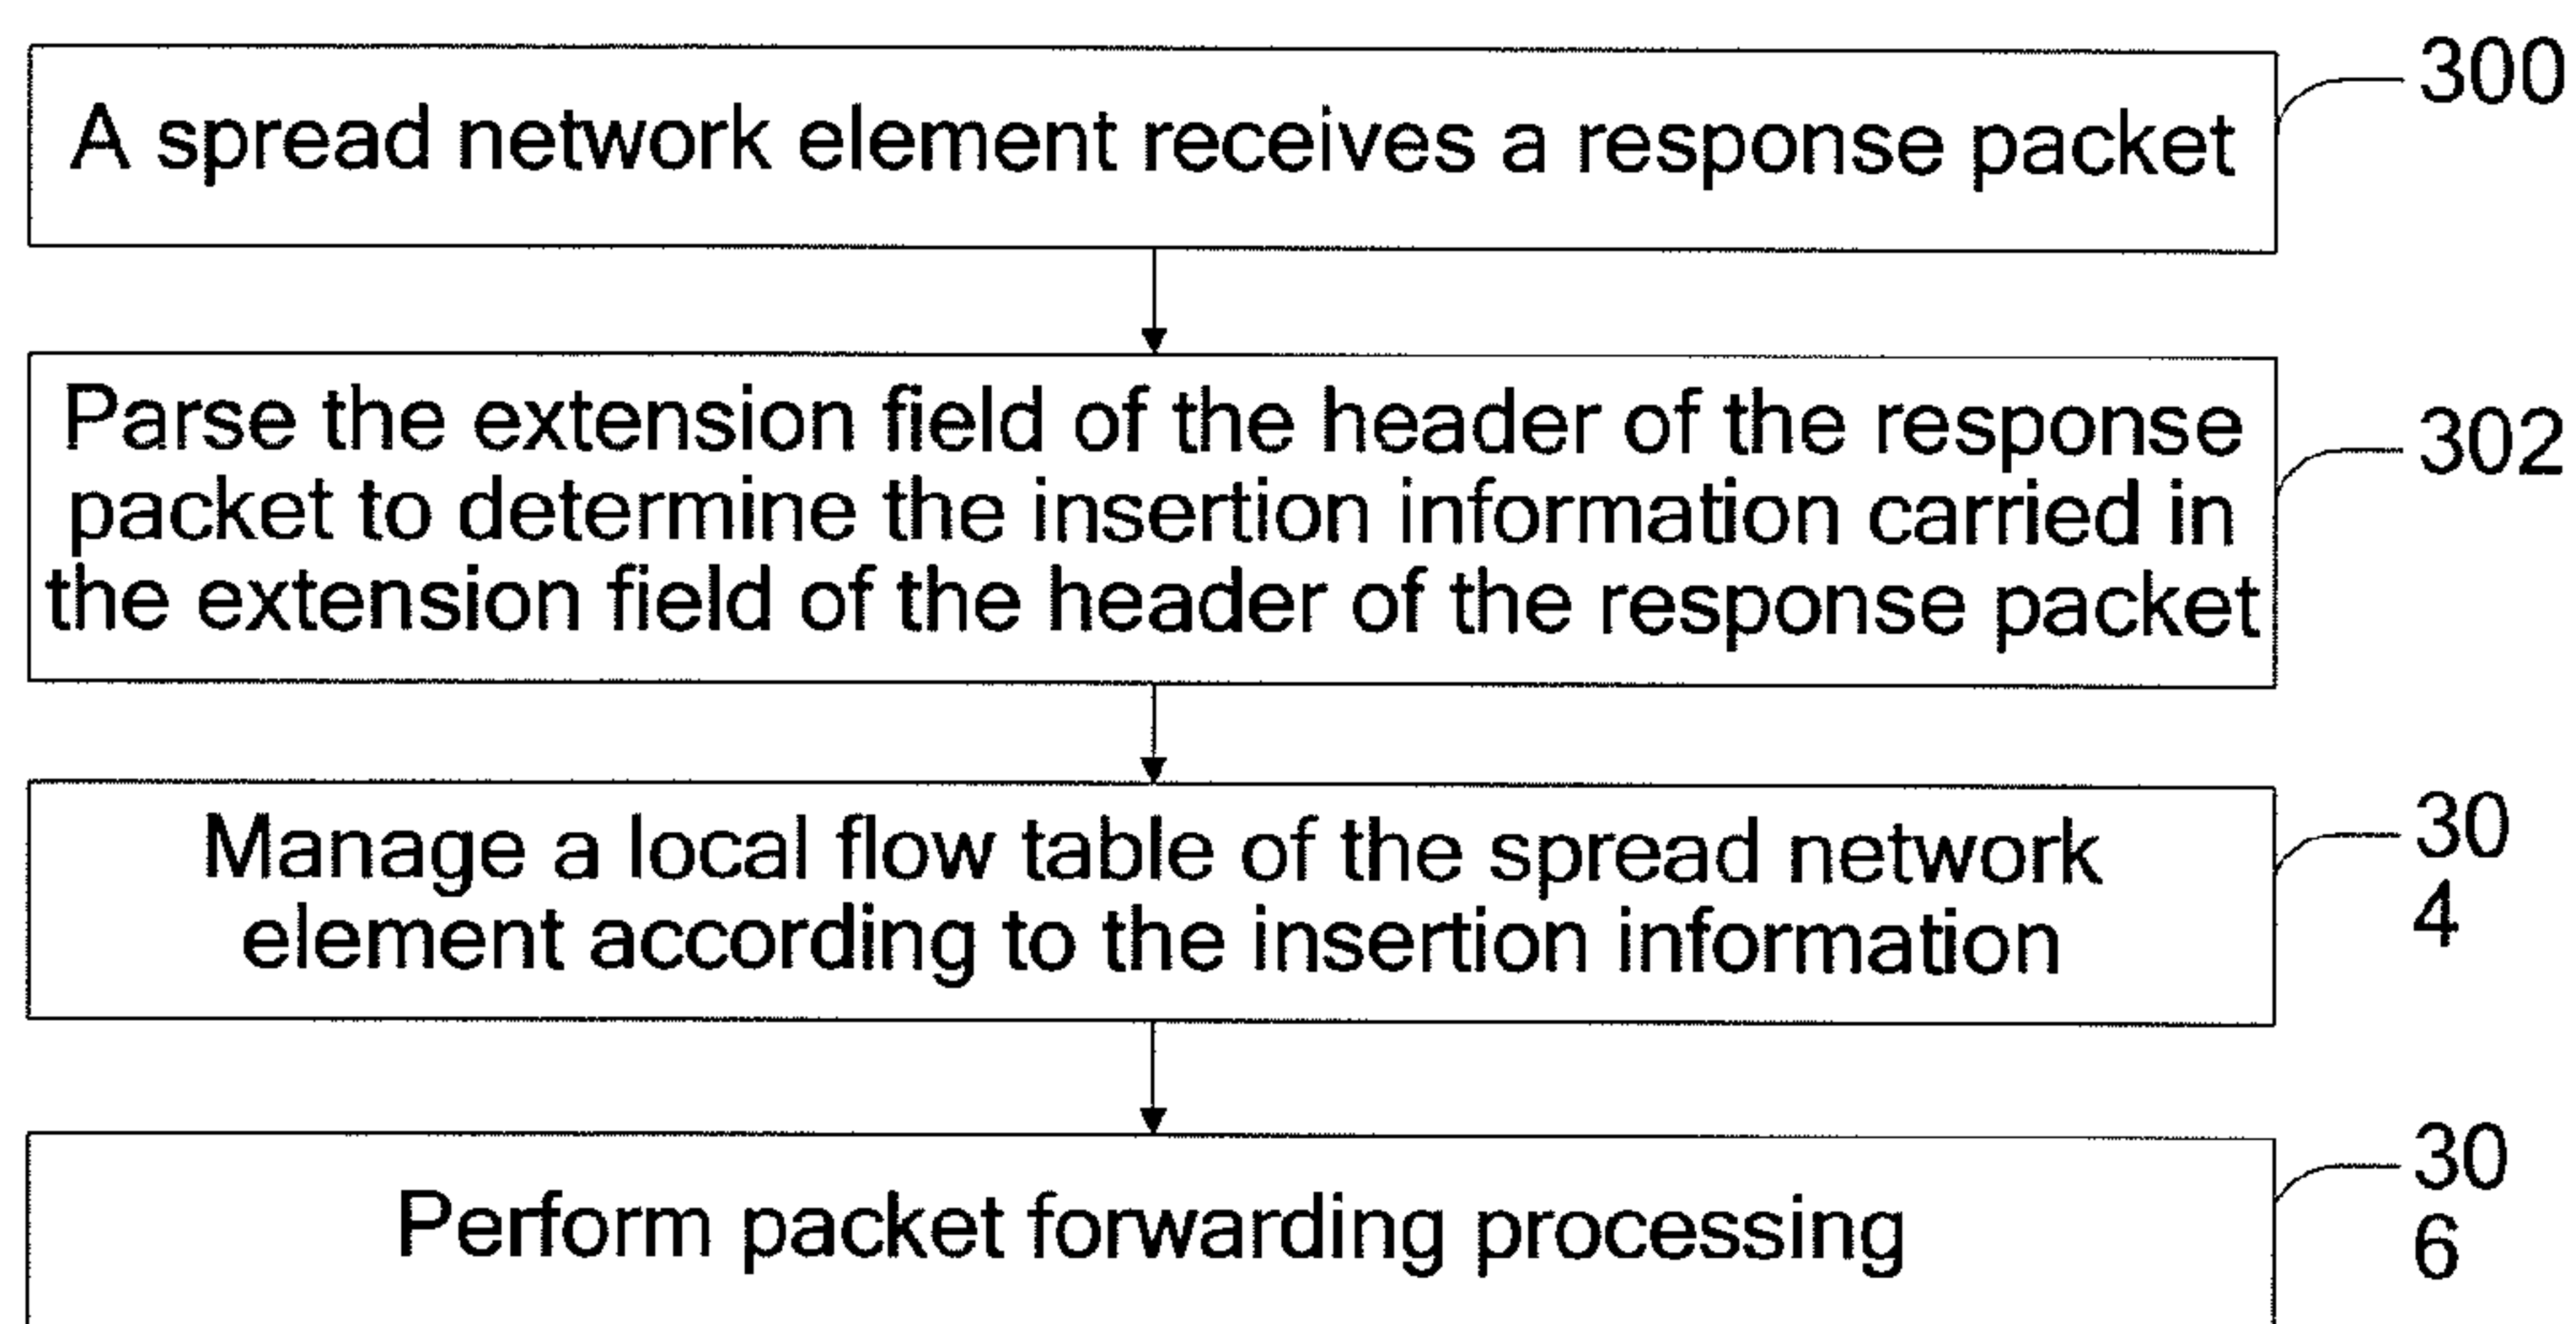 A spread network element receives a response packet
300
Parse the extension field of the header of the response
packet to determine the insertion information carried in
the extension field of the header of the response packet
302
Manage a local flow table of the spread network
element according to the insertion information
30
4
Perform packet forwarding processing
30
6